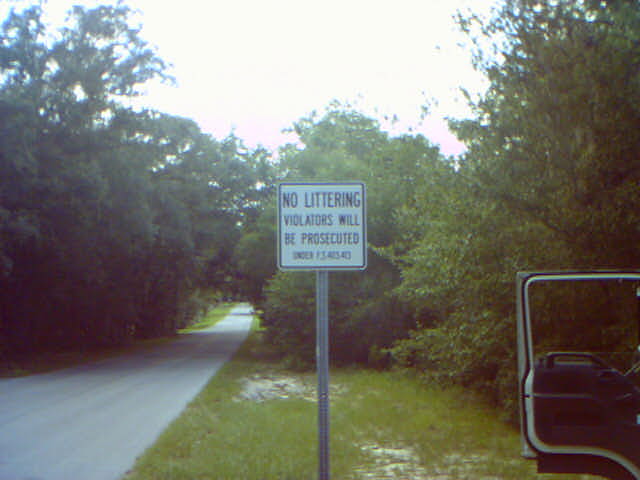 NO LITTERING
VIOLATORS WILL
BE PROSECUTED
UNDER F.S.403.413